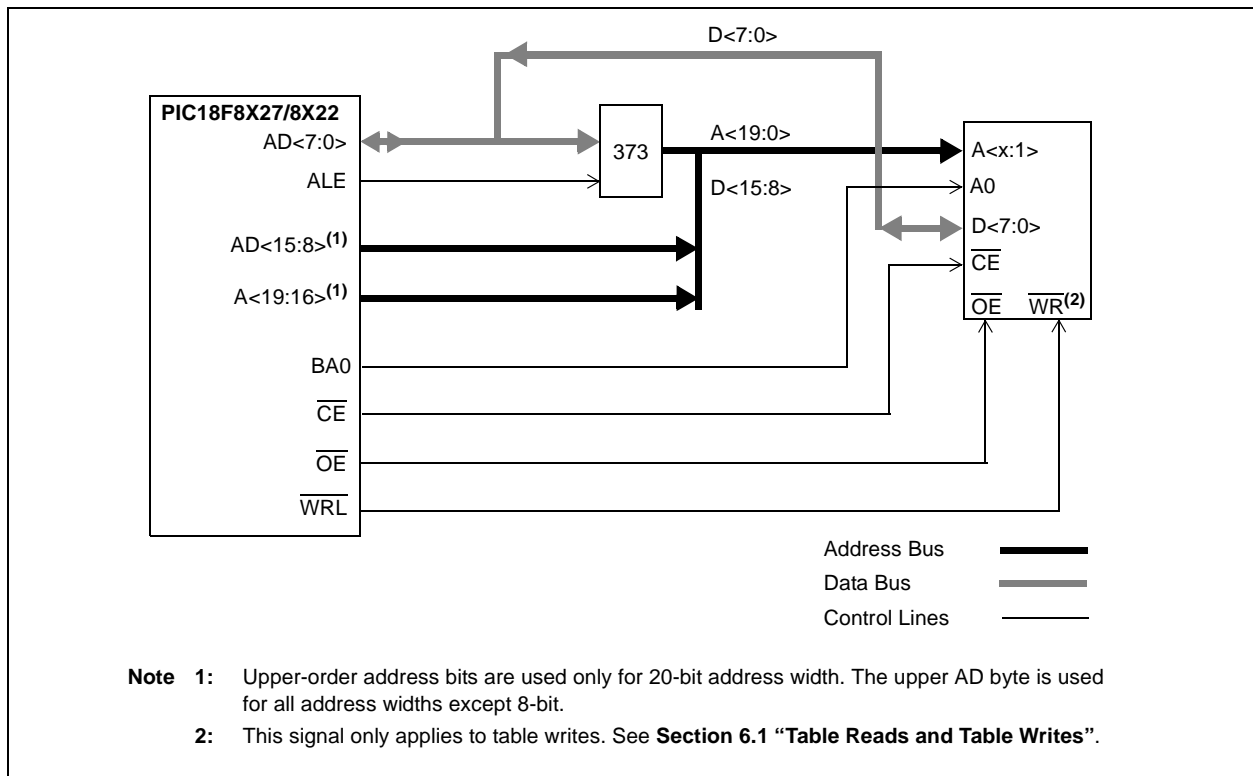 D<7:0>
PIC18F8X27/8X22
AD<7:0>
373
A<19:0>
A<x:1>
ALE
D<15:8>
A0
AD<15:8>(1)
D<7:0>
CE
A<19:16>(1)
OE WR(2)
BA0
CE
OE
WRL
Address Bus
Data Bus
Control Lines
Note 1: Upper-order address bits are used only for 20-bit address width. The upper AD byte is used
for all address widths except 8-bit.
2: This signal only applies to table writes. See Section 6.1 “Table Reads and Table Writes”.